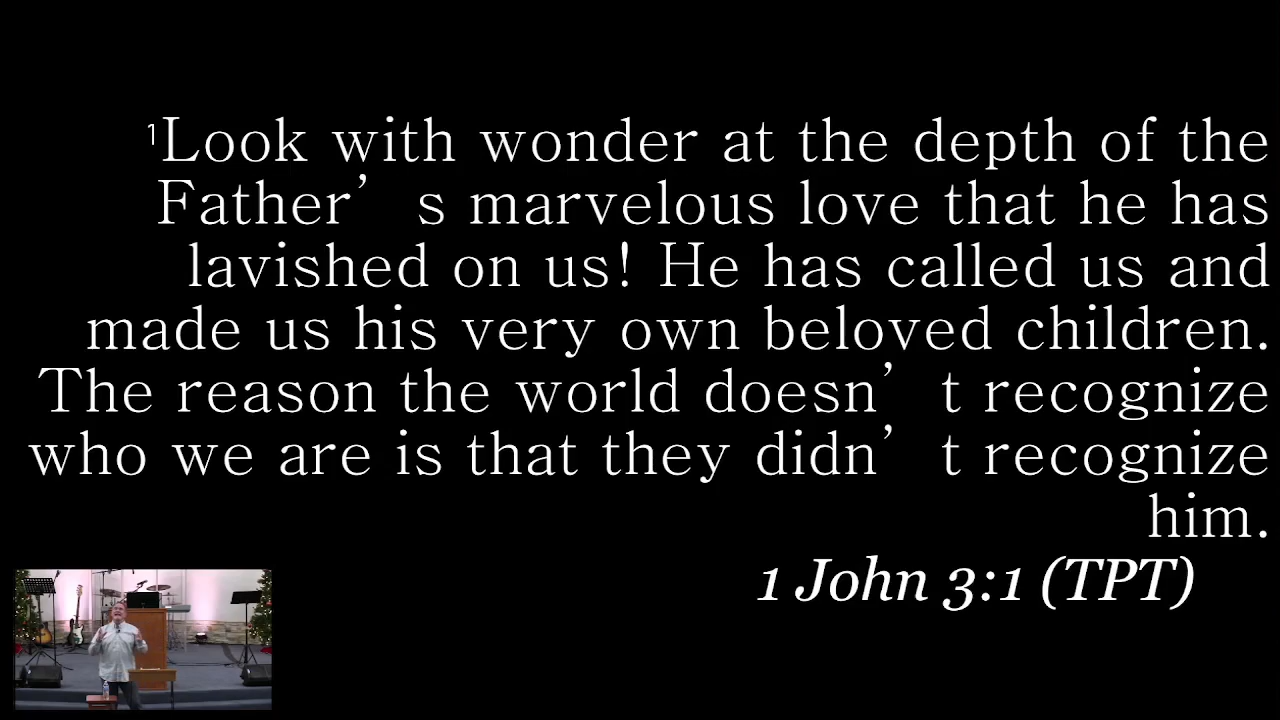 1Look with wonder at the depth of the
Father’s marvelous love that he has
lavished on us! He has called us and
made us his very own beloved children.
The reason the world doesn’t recognize
who we are is that they didn’t recognize
him.
1 John 3:1 (TPT)